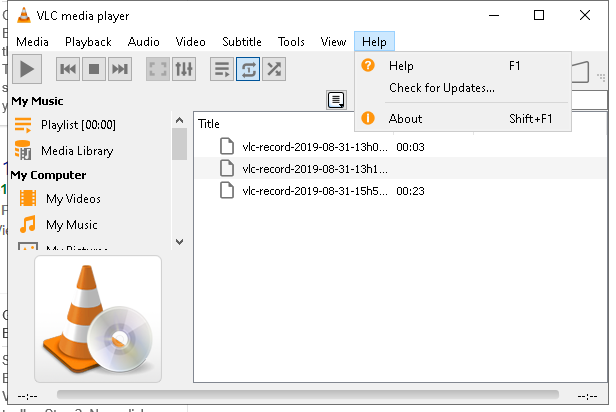 VLC media player
Media Playback Audio Video Subtitle Tools View Help
Help F1
Check for Updates...
About Shift+F1
My Music
Playlist [00:00]
Media Library
My Computer
My Videos
My Music
My Pictures
Title
vlc-record-2019-08-31-13h0... 00:03
vlc-record-2019-08-31-13h1...
vlc-record-2019-08-31-15h5... 00:23
--:-- --:--